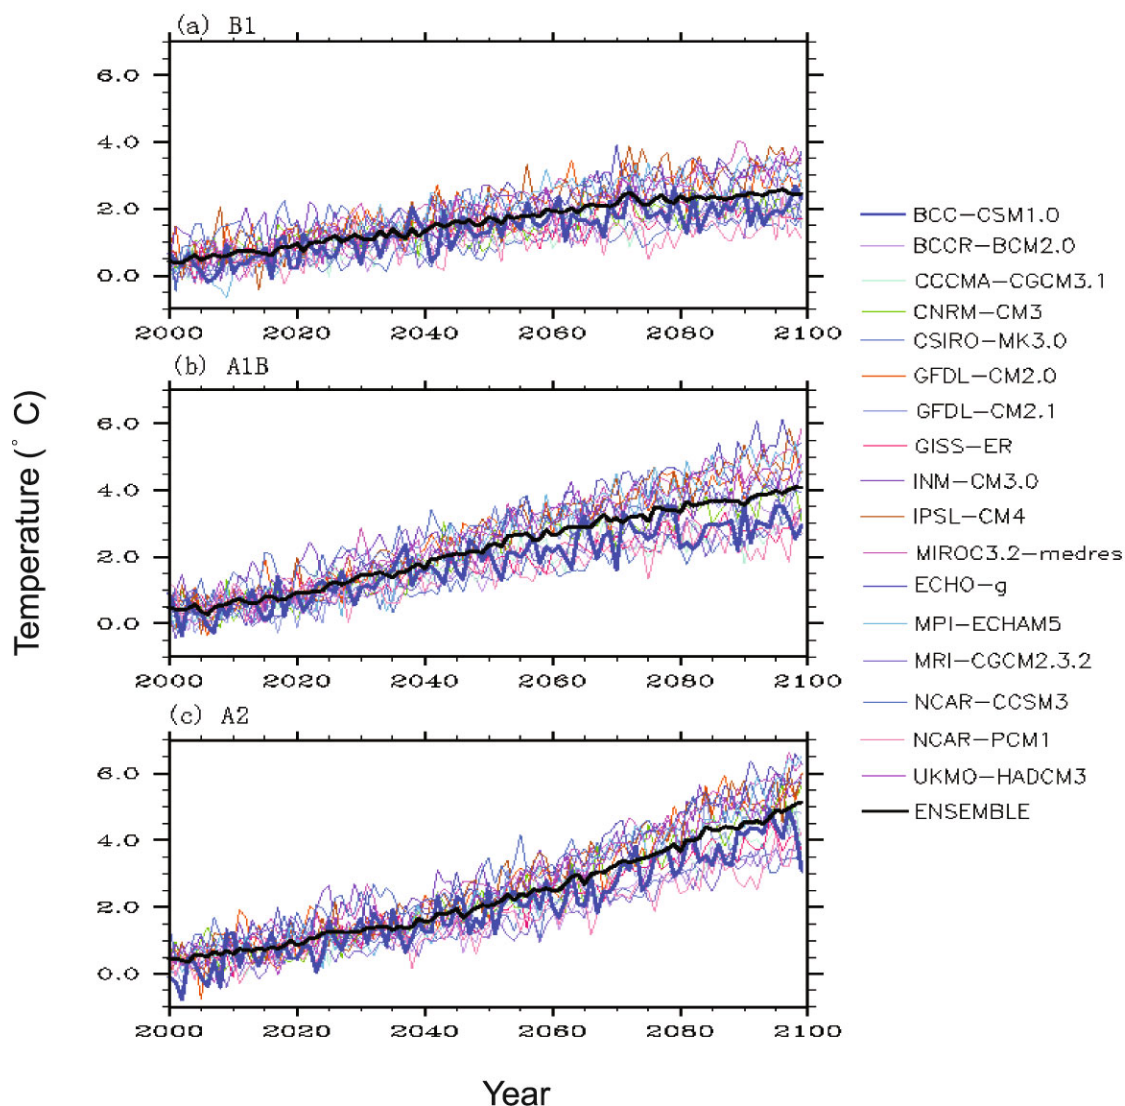 (a) B1
6.0
4.0
2.0
0.0
2000 2020 2040 2060 2080 2100
(b) A1B
6.0
4.0
2.0
0.0
2000 2020 2040 2060 2080 2100
(c) A2
6.0
4.0
2.0
0.0
2000 2020 2040 2060 2080 2100
Temperature (° C)
Year
BCC-CSM1.0
BCCR-BCM2.0
CCCMA-CGCM3.1
CNRM-CM3
CSIRO-MK3.0
GFDL-CM2.0
GFDL-CM2.1
GISS-ER
INM-CM3.0
IPSL-CM4
MIROC3.2-medres
ECHO-g
MPI-ECHAM5
MRI-CGCM2.3.2
NCAR-CCSM3
NCAR-PCM1
UKMO-HADCM3
ENSEMBLE